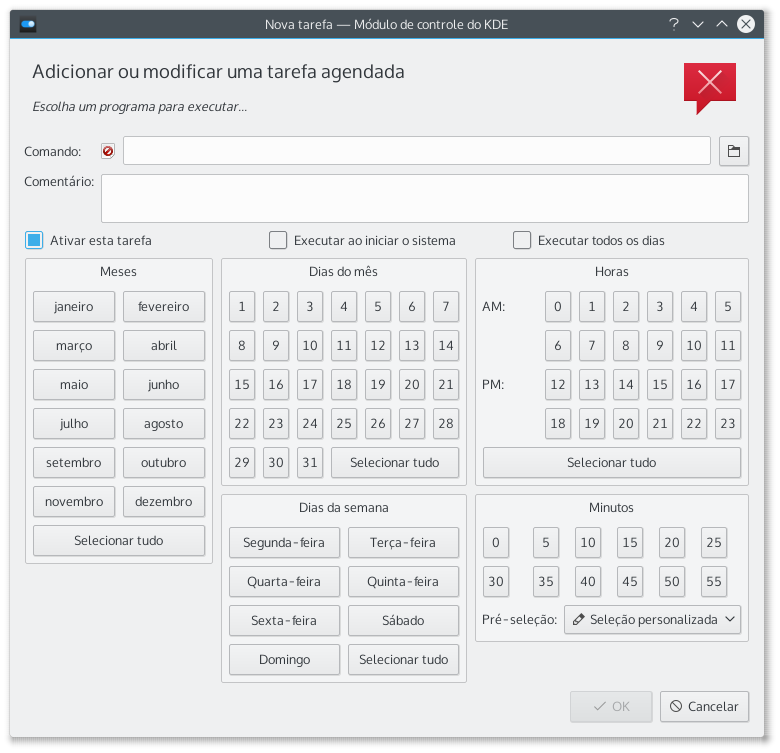 Nova tarefa — Módulo de controle do KDE
Adicionar ou modificar uma tarefa agendada
Escolha um programa para executar...
Comando:
Comentário:
Ativar esta tarefa
Executar ao iniciar o sistema
Executar todos os dias
Meses
janeiro fevereiro
março abril
maio junho
julho agosto
setembro outubro
novembro dezembro
Selecionar tudo
Dias do mês
1 2 3 4 5 6 7
8 9 10 11 12 13 14
15 16 17 18 19 20 21
22 23 24 25 26 27 28
29 30 31 Selecionar tudo
Dias da semana
Segunda-feira Terça-feira
Quarta-feira Quinta-feira
Sexta-feira Sábado
Domingo Selecionar tudo
Horas
AM: 0 1 2 3 4 5
6 7 8 9 10 11
PM: 12 13 14 15 16 17
18 19 20 21 22 23
Selecionar tudo
Minutos
0 5 10 15 20 25
30 35 40 45 50 55
Pré-seleção: Seleção personalizada
OK Cancelar